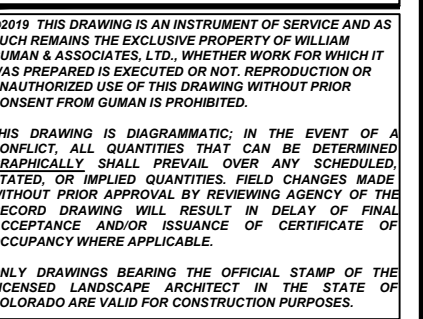 2019 THIS DRAWING IS AN INSTRUMENT OF SERVICE AND AS
UCH REMAINS THE EXCLUSIVE PROPERTY OF WILLIAM
UMAN & ASSOCIATES, LTD., WHETHER WORK FOR WHICH IT
WAS PREPARED IS EXECUTED OR NOT. REPRODUCTION OR
NAUTHORIZED USE OF THIS DRAWING WITHOUT PRIOR
ONSENT FROM GUMAN IS PROHIBITED.
HIS DRAWING IS DIAGRAMMATIC; IN THE EVENT OF A
ONFLICT, ALL QUANTITIES THAT CAN BE DETERMINED
RAPHICALLY SHALL PREVAIL OVER ANY SCHEDULED,
TATED, OR IMPLIED QUANTITIES. FIELD CHANGES MADE
WITHOUT PRIOR APPROVAL BY REVIEWING AGENCY OF THE
ECORD DRAWING WILL RESULT IN DELAY OF FINAL
CCEPTANCE AND/OR ISSUANCE OF CERTIFICATE OF
CCUPANCY WHERE APPLICABLE.
NLY DRAWINGS BEARING THE OFFICIAL STAMP OF THE
ICENSED LANDSCAPE ARCHITECT IN THE STATE OF
OLORADO ARE VALID FOR CONSTRUCTION PURPOSES.